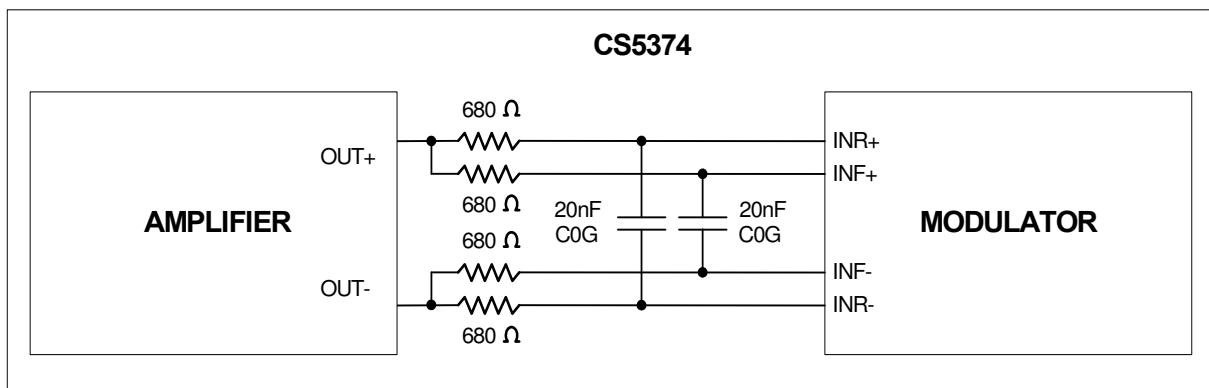 CS5374
680 Ω
OUT+
INR+
INF+
680 Ω
AMPLIFIER
20nF
C0G
20nF
C0G
MODULATOR
680 Ω
OUT-
INF-
INR-
680 Ω